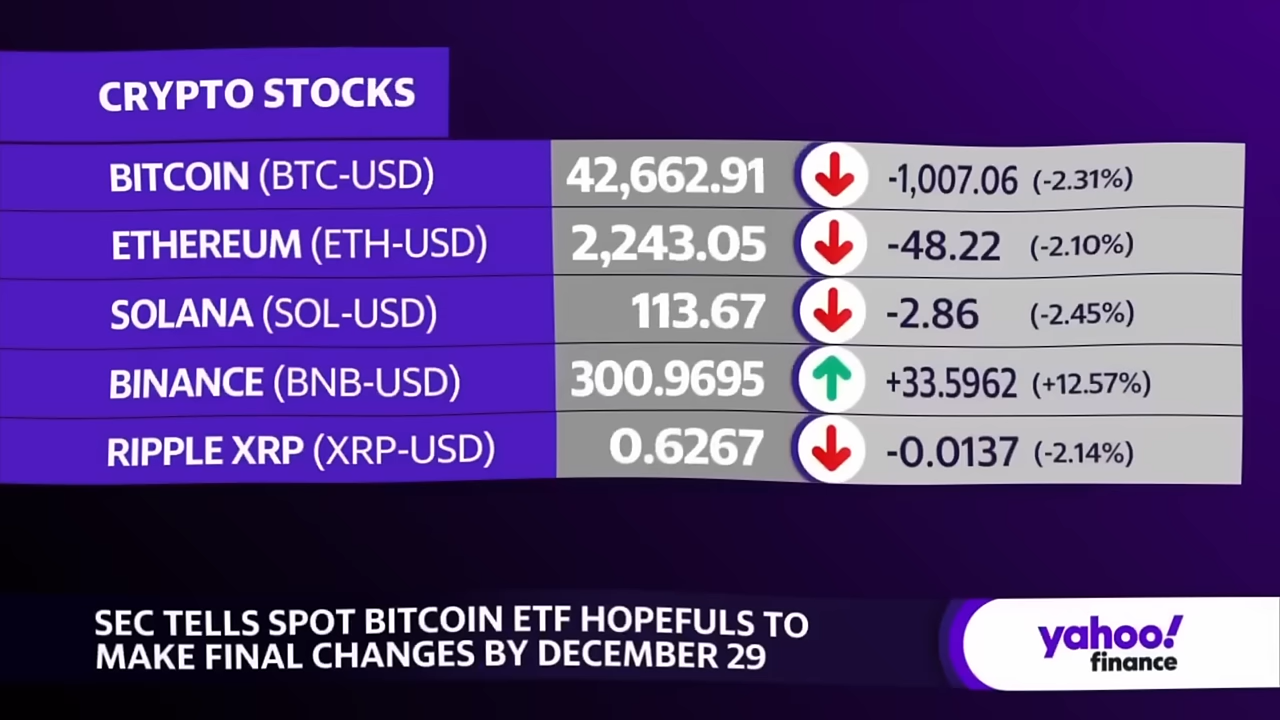 CRYPTO STOCKS
BITCOIN (BTC-USD) 42,662.91 -1,007.06 (-2.31%)
ETHEREUM (ETH-USD) 2,243.05 -48.22 (-2.10%)
SOLANA (SOL-USD) 113.67 -2.86 (-2.45%)
BINANCE (BNB-USD) 300.9695 +33.5962 (+12.57%)
RIPPLE XRP (XRP-USD) 0.6267 -0.0137 (-2.14%)
SEC TELLS SPOT BITCOIN ETF HOPEFULS TO
MAKE FINAL CHANGES BY DECEMBER 29
yahoo!
finance